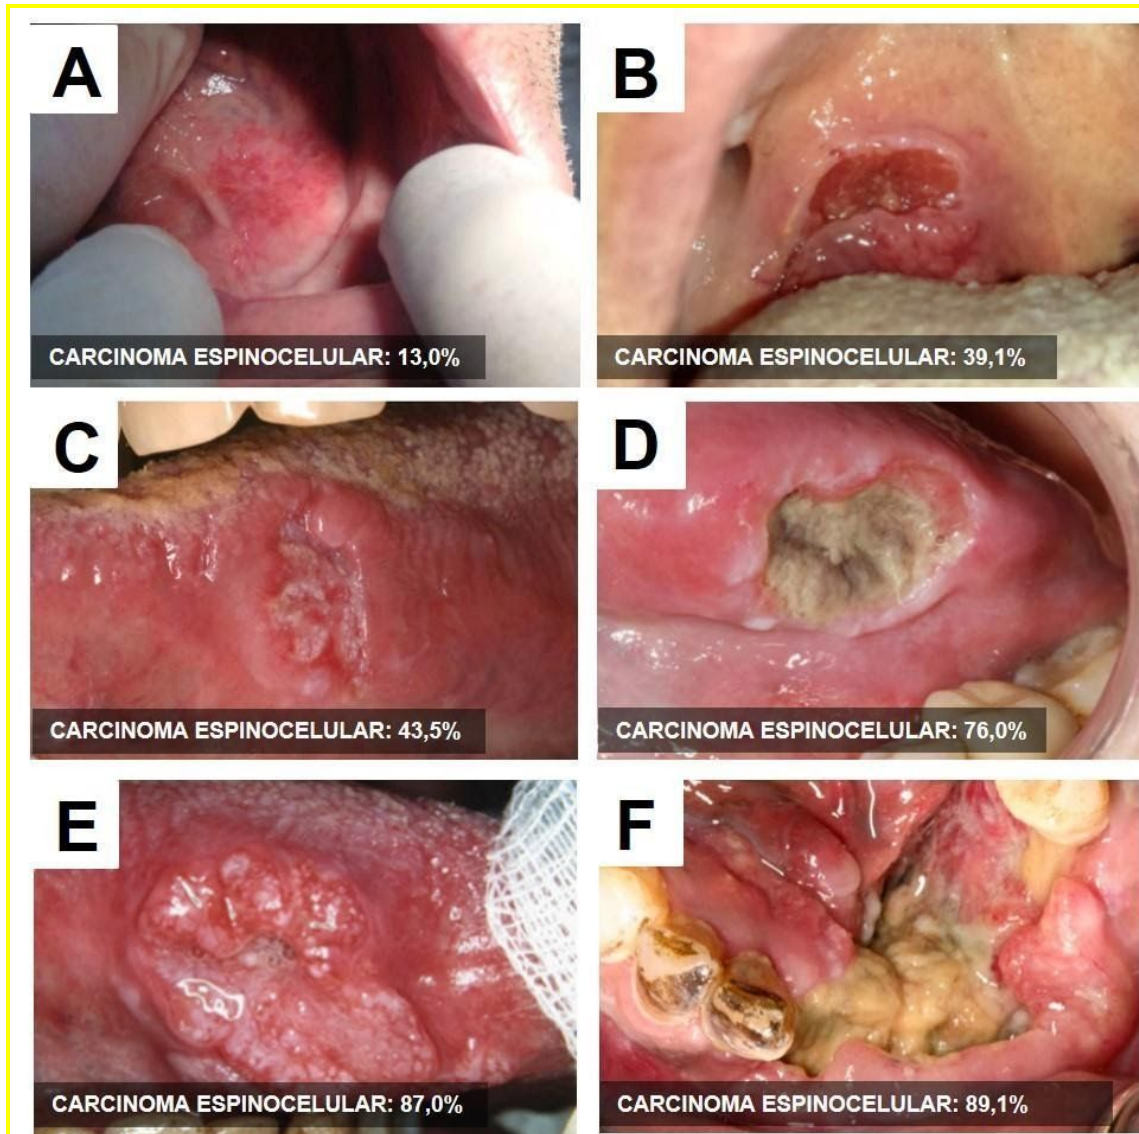 A
B
CARCINOMA ESPINOCELULAR: 13,0%
CARCINOMA ESPINOCELULAR: 39,1%
C
D
CARCINOMA ESPINOCELULAR: 43,5%
CARCINOMA ESPINOCELULAR: 76,0%
E
F
CARCINOMA ESPINOCELULAR: 87,0%
CARCINOMA ESPINOCELULAR: 89,1%